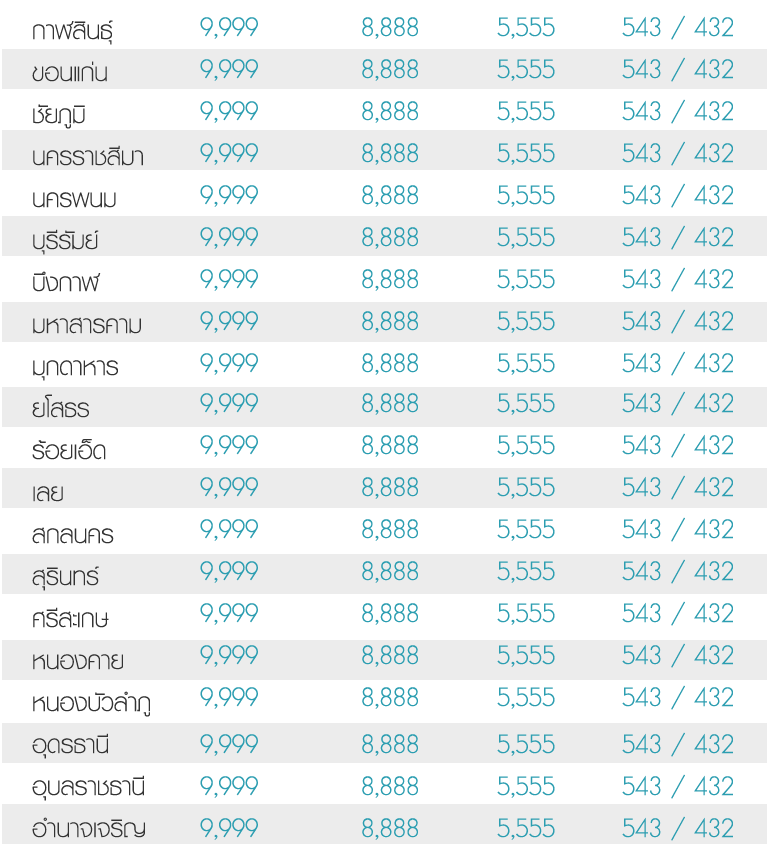 กาฬสินธุ์ 9,999 8,888 5,555 543 / 432
ขอนแก่น 9,999 8,888 5,555 543 / 432
ชัยภูมิ 9,999 8,888 5,555 543 / 432
นครราชสีมา 9,999 8,888 5,555 543 / 432
นครพนม 9,999 8,888 5,555 543 / 432
บุรีรัมย์ 9,999 8,888 5,555 543 / 432
บึงกาฬ 9,999 8,888 5,555 543 / 432
มหาสารคาม 9,999 8,888 5,555 543 / 432
มุกดาหาร 9,999 8,888 5,555 543 / 432
ยโสธร 9,999 8,888 5,555 543 / 432
ร้อยเอ็ด 9,999 8,888 5,555 543 / 432
เลย 9,999 8,888 5,555 543 / 432
สกลนคร 9,999 8,888 5,555 543 / 432
สุรินทร์ 9,999 8,888 5,555 543 / 432
ศรีสะเกษ 9,999 8,888 5,555 543 / 432
หนองคาย 9,999 8,888 5,555 543 / 432
หนองบัวลำภู 9,999 8,888 5,555 543 / 432
อุดรธานี 9,999 8,888 5,555 543 / 432
อุบลราชธานี 9,999 8,888 5,555 543 / 432
อำนาจเจริญ 9,999 8,888 5,555 543 / 432